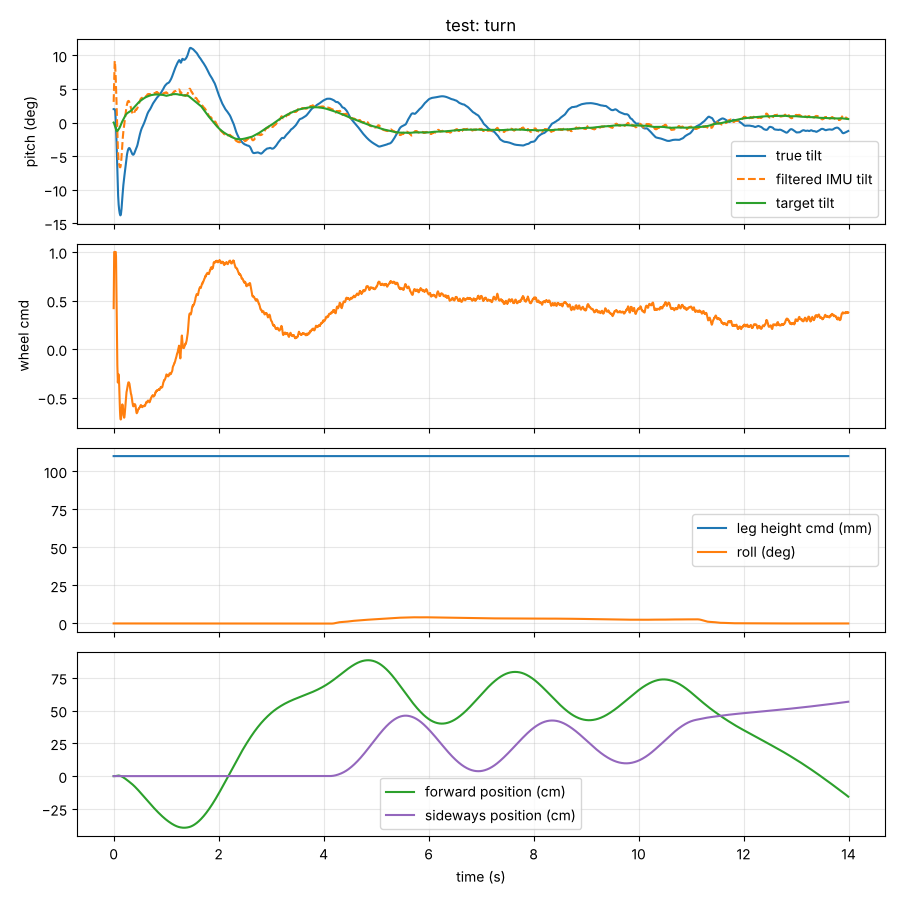 test: turn
pitch (deg)
10
5
0
−5
−10
−15
true tilt
filtered IMU tilt
target tilt
wheel cmd
1.0
0.5
0.0
−0.5
100
75
50
25
0
leg height cmd (mm)
roll (deg)
75
50
25
0
−25
forward position (cm)
sideways position (cm)
0 2 4 6 8 10 12 14
time (s)